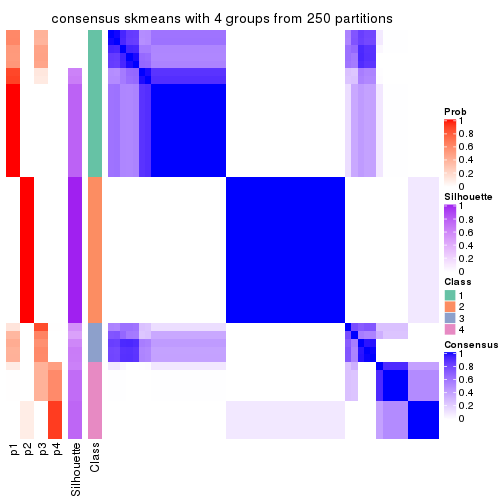 consensus skmeans with 4 groups from 250 partitions
Prob
1
0.8
0.6
0.4
0.2
0
Silhouette
1
0.8
0.6
0.4
0.2
0
Class
1
2
3
4
Consensus
1
0.8
0.6
0.4
0.2
0
p1
p2
p3
p4
Silhouette
Class